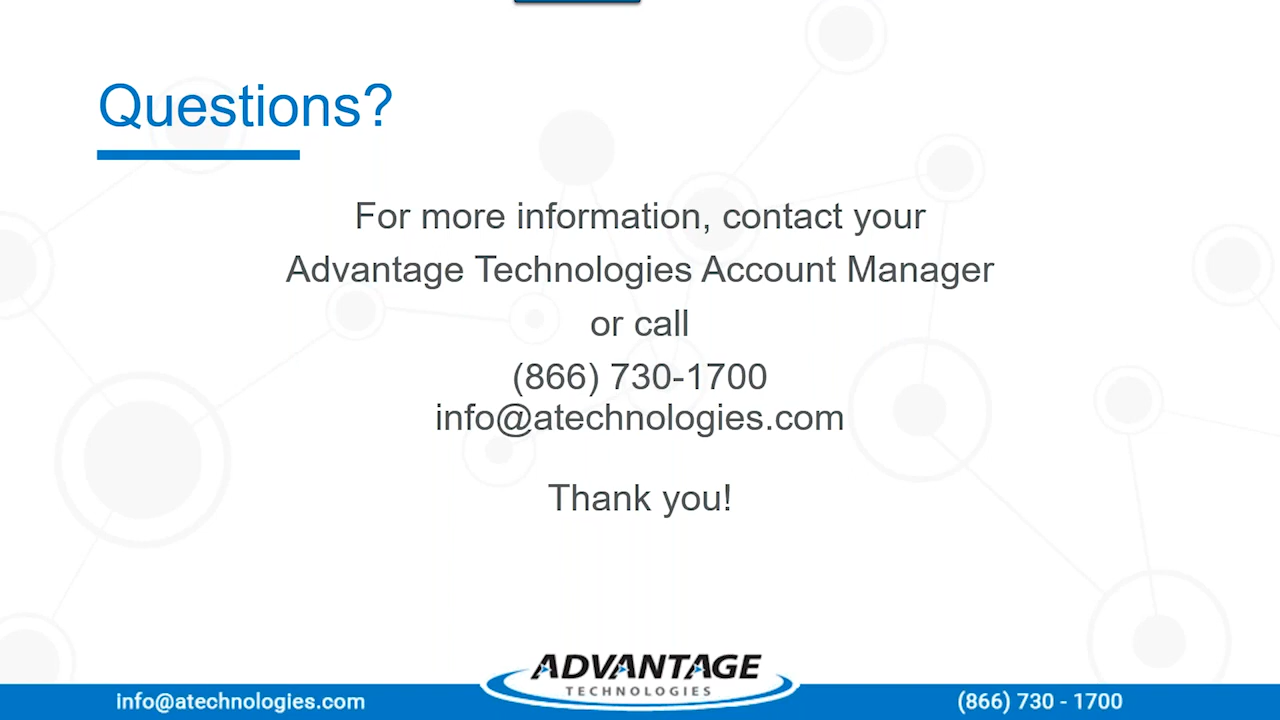 Questions?
For more information, contact your
Advantage Technologies Account Manager
or call
(866) 730-1700
info@atechnologies.com
Thank you!
ADVANTAGE
TECHNOLOGIES
info@atechnologies.com
(866) 730 - 1700